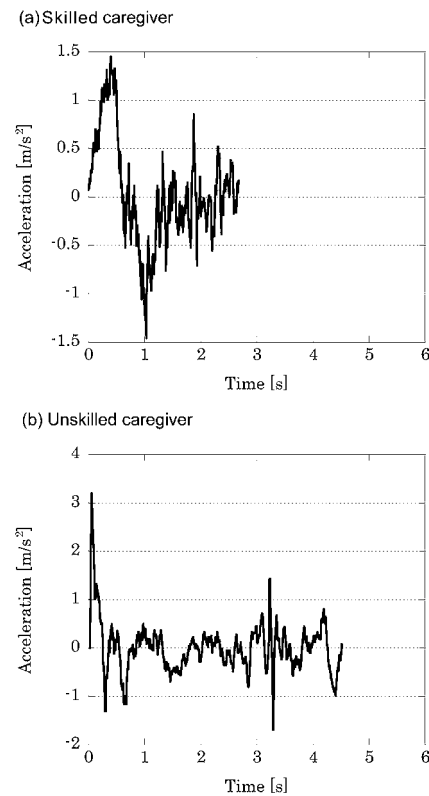 (a) Skilled caregiver
1.5
1
0.5
0
-0.5
-1
-1.5
Acceleration [m/s²]
0 1 2 3 4 5 6
Time [s]
(b) Unskilled caregiver
4
3
2
1
0
-1
-2
Acceleration [m/s²]
0 1 2 3 4 5 6
Time [s]